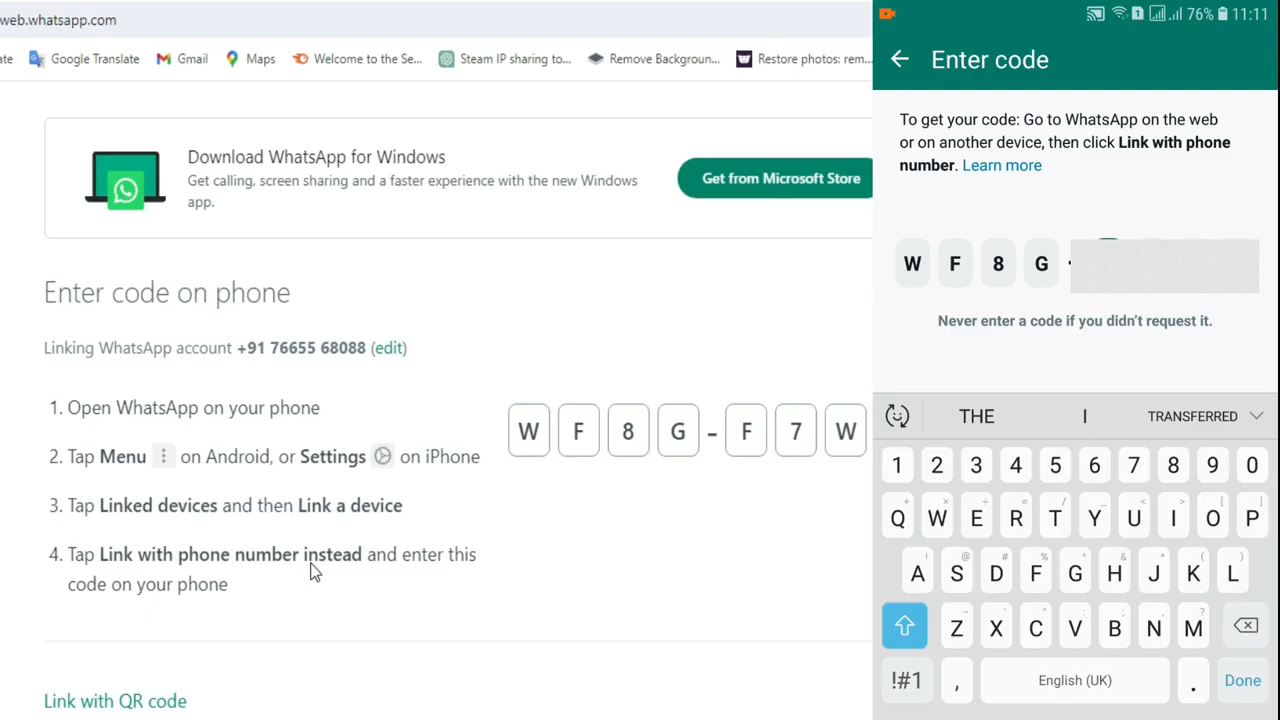 web.whatsapp.com
ate
Google Translate
Gmail
Maps
Welcome to the Se...
Steam IP sharing to...
Remove Backgroun...
Restore photos: rem...
Download WhatsApp for Windows
Get calling, screen sharing and a faster experience with the new Windows
app.
Get from Microsoft Store
Enter code on phone
Linking WhatsApp account +91 76655 68088 (edit)
1. Open WhatsApp on your phone
2. Tap Menu on Android, or Settings on iPhone
3. Tap Linked devices and then Link a device
4. Tap Link with phone number instead and enter this
code on your phone
W F 8 G - F 7 W
Link with QR code
1 76% 11:11
Enter code
To get your code: Go to WhatsApp on the web
or on another device, then click Link with phone
number. Learn more
W F 8 G -
Never enter a code if you didn't request it.
THE I TRANSFERRED
1 2 3 4 5 6 7 8 9 0
Q W E R T Y U I O P
A S D F G H J K L
Z X C V B N M
!#1 , English (UK) . Done